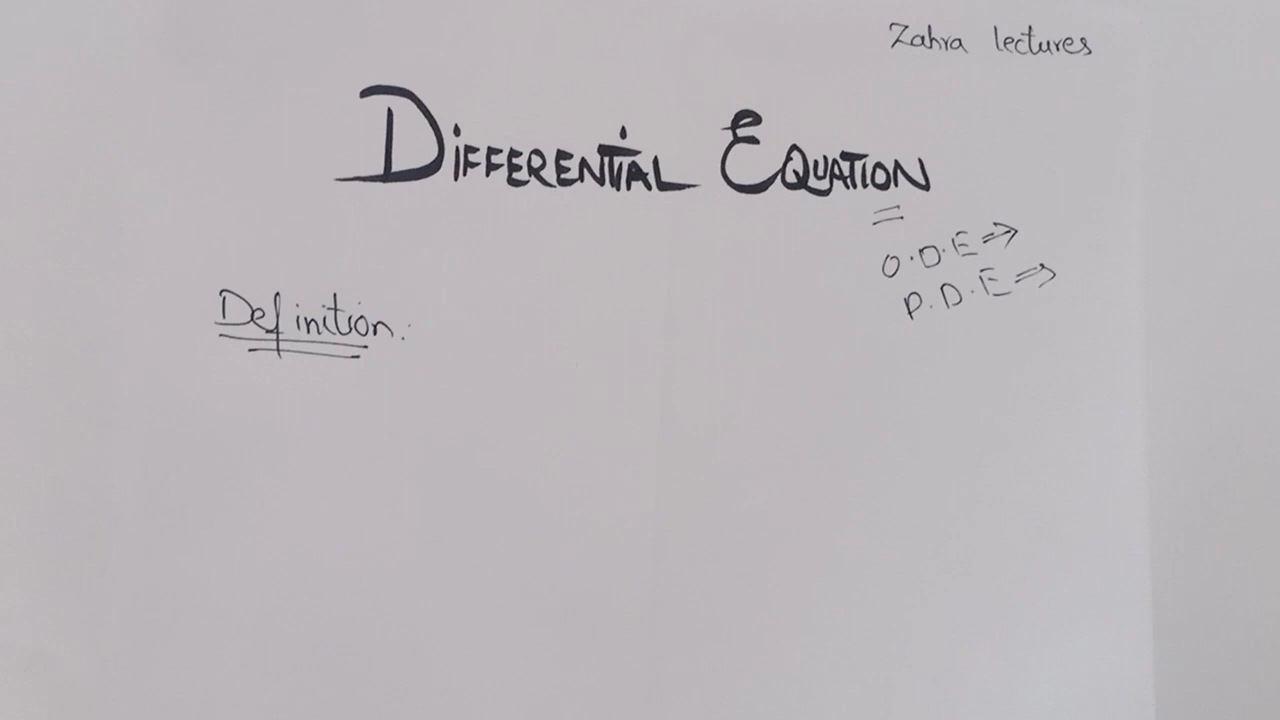 Zahra lectures
DIFFERENTIAL EQUATION
=
O.D.E ⇒
P.D.E ⇒
Definition: